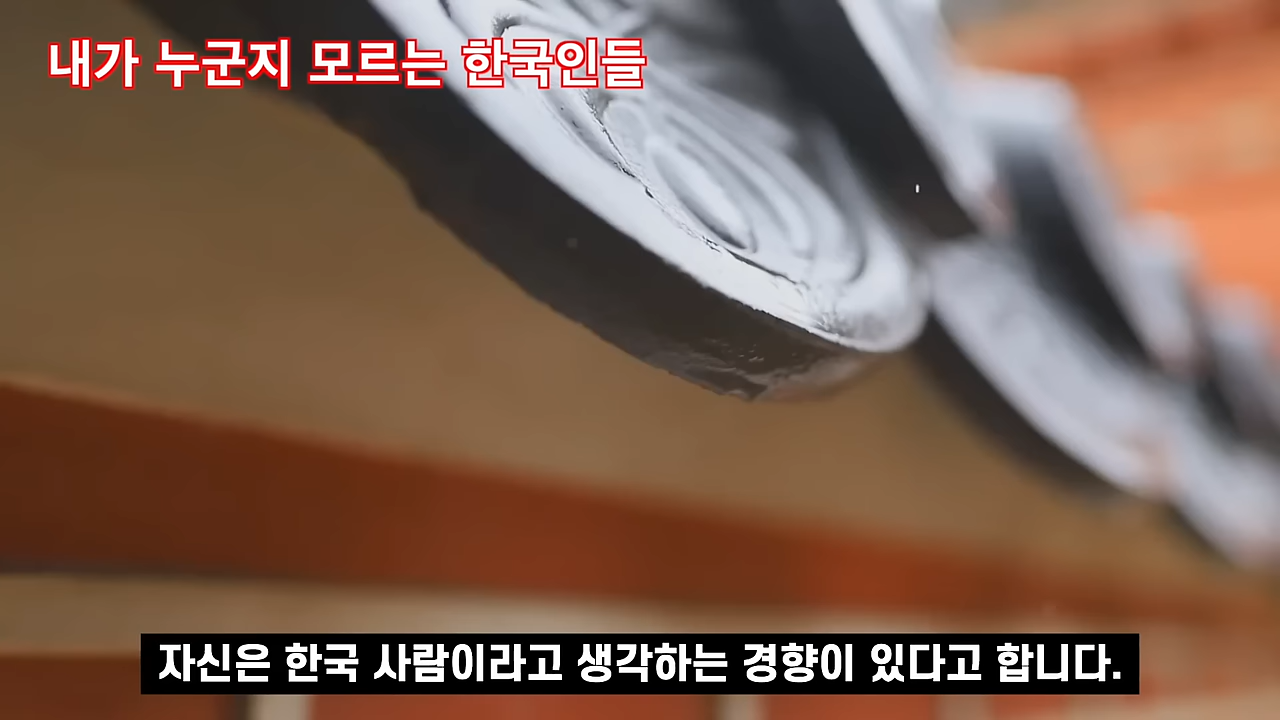 내가 누군지 모르는 한국인들
자신은 한국 사람이라고 생각하는 경향이 있다고 합니다.